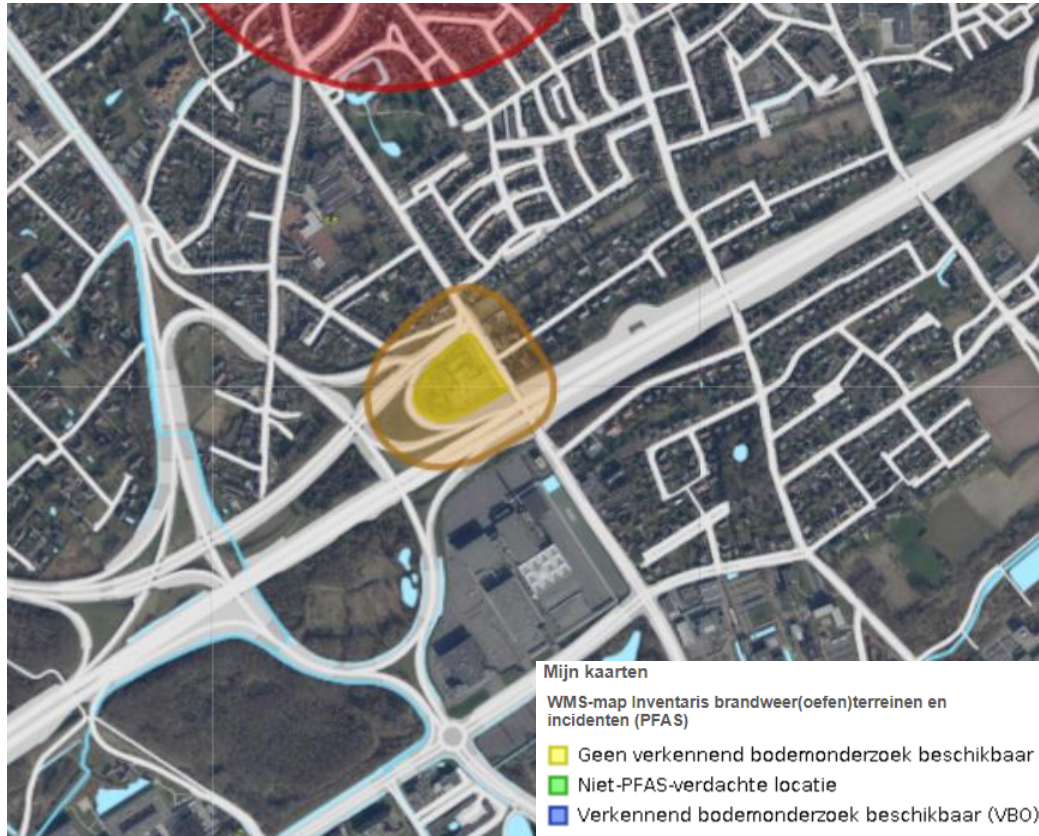 Mijn kaarten
WMS-map Inventaris brandweer(oefen)terreinen en
incidenten (PFAS)
Geen verkennend bodemonderzoek beschikbaar
Niet-PFAS-verdachte locatie
Verkennend bodemonderzoek beschikbaar (VBO)